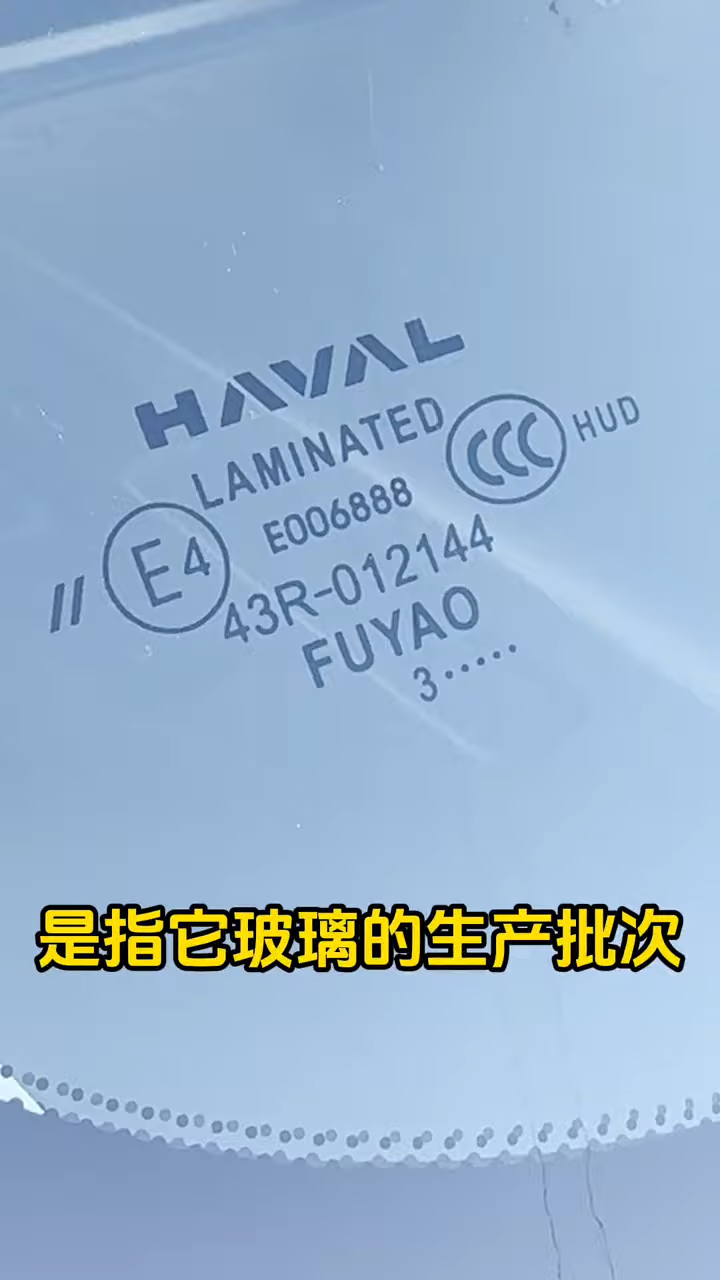 HAVAL
LAMINATED
CCC
HUD
E006888
// E4
43R-012144
FUYAO
3·····
是指它玻璃的生产批次